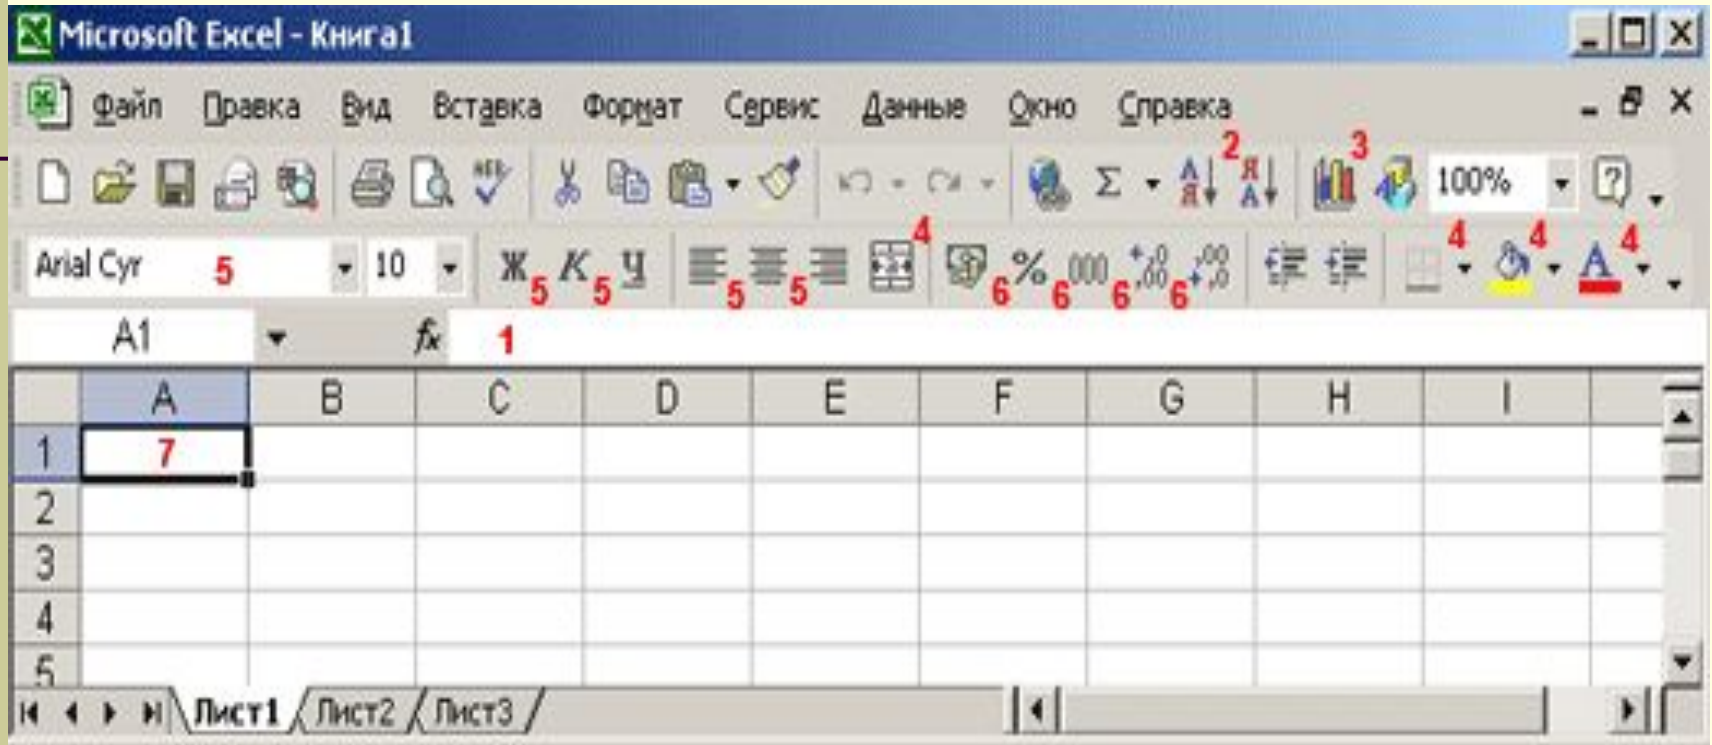 Microsoft Excel - Книга1
Файл Правка Вид Вставка Формат Сервис Данные Окно Справка
2 3
Σ А Я Я А 100% ?
4 4 4 4
Arial Cyr 5 10 Ж 5 К 5 Ч 5 5 6 % 6 000 6 ,00 6 ,0 A
A1 fx 1
A B C D E F G H I
1 7
2
3
4
5
Лист1 Лист2 Лист3